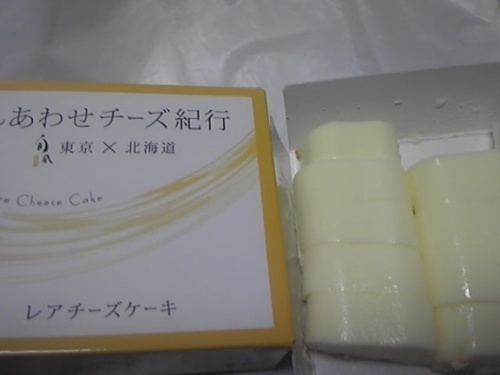 あわせチーズ紀行
東京×北海道
Cheese Cake
レアチーズケーキ